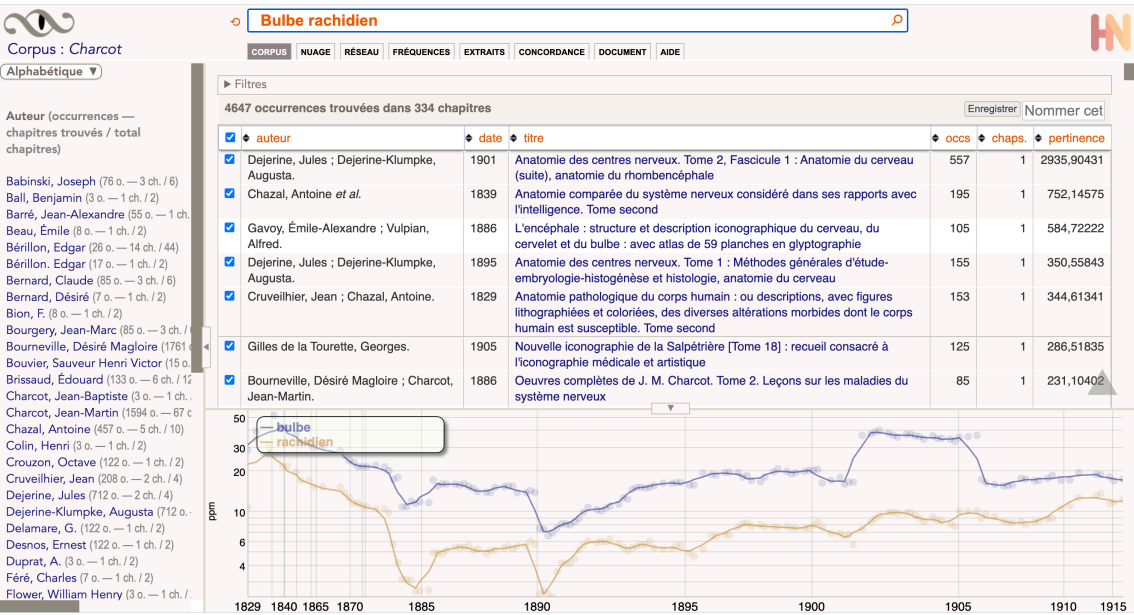 Bulbe rachidien
HN
Corpus : Charcot
CORPUS NUAGE RÉSEAU FRÉQUENCES EXTRAITS CONCORDANCE DOCUMENT AIDE
Alphabétique ▼
Auteur (occurrences —
chapitres trouvés / total
chapitres)
Babinski, Joseph (76 o. — 3 ch. / 6)
Ball, Benjamin (3 o. — 1 ch. / 2)
Barré, Jean-Alexandre (55 o. — 1 ch.
Beau, Émile (8 o. — 1 ch. / 2)
Bérillon, Edgar (26 o. — 14 ch. / 44)
Bérillon. Edgar (17 o. — 1 ch. / 2)
Bernard, Claude (85 o. — 3 ch. / 6)
Bernard, Désiré (7 o. — 1 ch. / 2)
Bion, F. (8 o. — 1 ch. / 2)
Bourgery, Jean-Marc (85 o. — 3 ch. /
Bourneville, Désiré Magloire (1761
Bouvier, Sauveur Henri Victor (15 o.
Brissaud, Édouard (133 o. — 6 ch. / 12
Charcot, Jean-Baptiste (3 o. — 1 ch.
Charcot, Jean-Martin (1594 o. — 67 c
Chazal, Antoine (457 o. — 5 ch. / 10)
Colin, Henri (3 o. — 1 ch. / 2)
Crouzon, Octave (122 o. — 1 ch. / 2)
Cruveilhier, Jean (208 o. — 2 ch. / 4)
Dejerine, Jules (712 o. — 2 ch. / 4)
Dejerine-Klumpke, Augusta (712 o. -
Delamare, G. (122 o. — 1 ch. / 2)
Desnos, Ernest (122 o. — 1 ch. / 2)
Duprat, A. (3 o. — 1 ch. / 2)
Féré, Charles (7 o. — 1 ch. / 2)
Flower, William Henry (3 o. — 1 ch. /
▶ Filtres
4647 occurrences trouvées dans 334 chapitres
Enregistrer Nommer cet
auteur date titre occs chaps. pertinence
Dejerine, Jules ; Dejerine-Klumpke, 1901 Anatomie des centres nerveux. Tome 2, Fascicule 1 : Anatomie du cerveau 557 1 2935,90431
Augusta. (suite), anatomie du rhombencéphale
Chazal, Antoine et al. 1839 Anatomie comparée du système nerveux considéré dans ses rapports avec 195 1 752,14575
l'intelligence. Tome second
Gavoy, Émile-Alexandre ; Vulpian, 1886 L'encéphale : structure et description iconographique du cerveau, du 105 1 584,72222
Alfred. cervelet et du bulbe : avec atlas de 59 planches en glyptographie
Dejerine, Jules ; Dejerine-Klumpke, 1895 Anatomie des centres nerveux. Tome 1 : Méthodes générales d'étude- 155 1 350,55843
Augusta. embryologie-histogénèse et histologie, anatomie du cerveau
Cruveilhier, Jean ; Chazal, Antoine. 1829 Anatomie pathologique du corps humain : ou descriptions, avec figures 153 1 344,61341
lithographiées et coloriées, des diverses altérations morbides dont le corps
humain est susceptible. Tome second
Gilles de la Tourette, Georges. 1905 Nouvelle iconographie de la Salpétrière [Tome 18] : recueil consacré à 125 1 286,51835
l'iconographie médicale et artistique
Bourneville, Désiré Magloire ; Charcot, 1886 Oeuvres complètes de J. M. Charcot. Tome 2. Leçons sur les maladies du 85 1 231,10402
Jean-Martin. système nerveux
bulbe
rachidien
50
30
20
10
6
4
ppm
1829 1840 1865 1870 1885 1890 1895 1900 1905 1910 1915